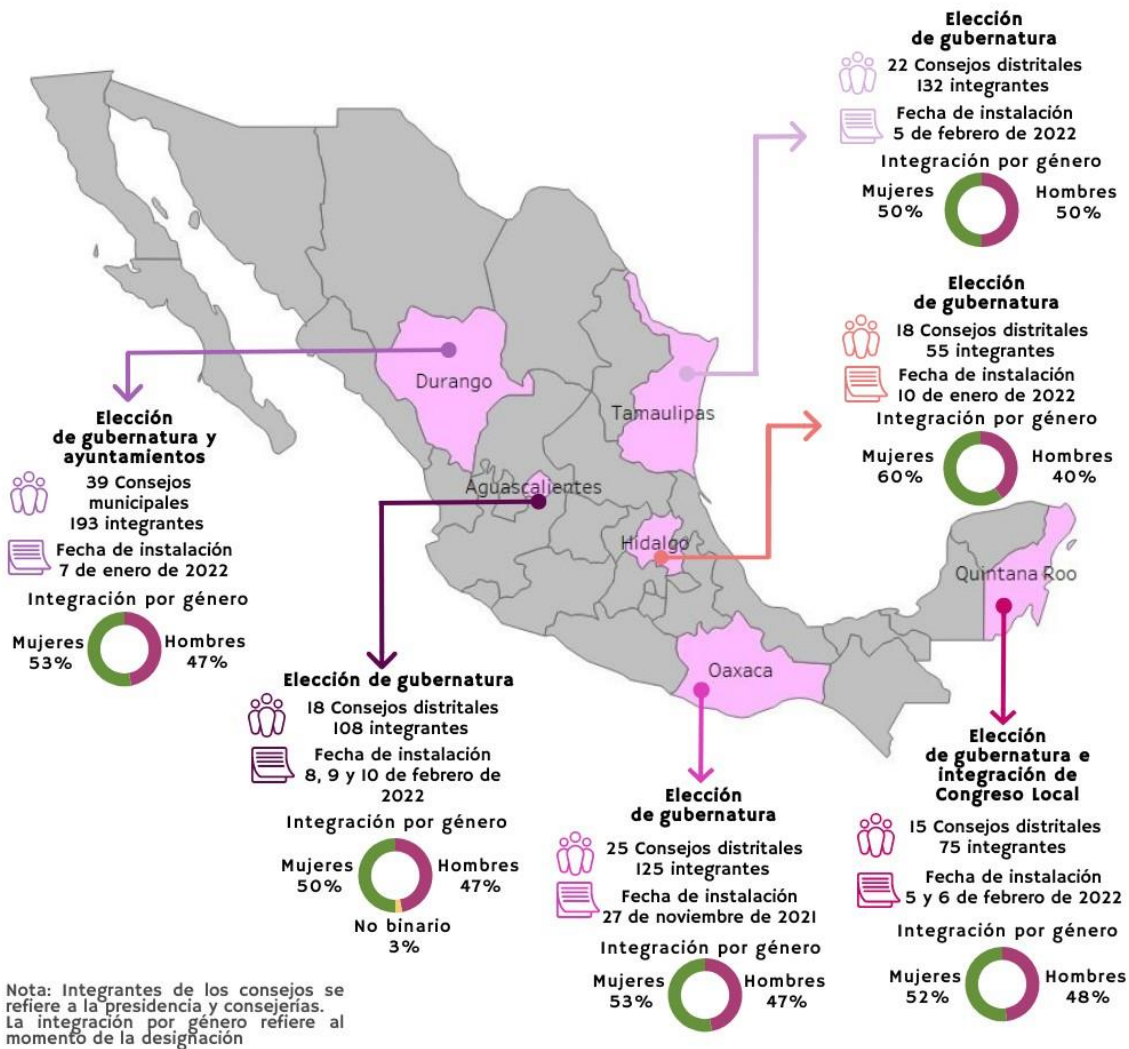 Elección
de gubernatura
22 Consejos distritales
132 integrantes
Fecha de instalación
5 de febrero de 2022
Integración por género
Mujeres
50%
Hombres
50%
Elección
de gubernatura
18 Consejos distritales
55 integrantes
Fecha de instalación
10 de enero de 2022
Integración por género
Mujeres
60%
Hombres
40%
Durango
Tamaulipas
Aguascalientes
Hidalgo
Quintana Roo
Oaxaca
Elección
de gubernatura y
ayuntamientos
39 Consejos
municipales
193 integrantes
Fecha de instalación
7 de enero de 2022
Integración por género
Mujeres
53%
Hombres
47%
Elección de gubernatura
18 Consejos distritales
108 integrantes
Fecha de instalación
8, 9 y 10 de febrero de
2022
Integración por género
Mujeres
50%
Hombres
47%
No binario
3%
Elección
de gubernatura
25 Consejos distritales
125 integrantes
Fecha de instalación
27 de noviembre de 2021
Integración por género
Mujeres
53%
Hombres
47%
Elección
de gubernatura e
integración de
Congreso Local
15 Consejos distritales
75 integrantes
Fecha de instalación
5 y 6 de febrero de 2022
Integración por género
Mujeres
52%
Hombres
48%
Nota: Integrantes de los consejos se
refiere a la presidencia y consejerías.
La integración por género refiere al
momento de la designación